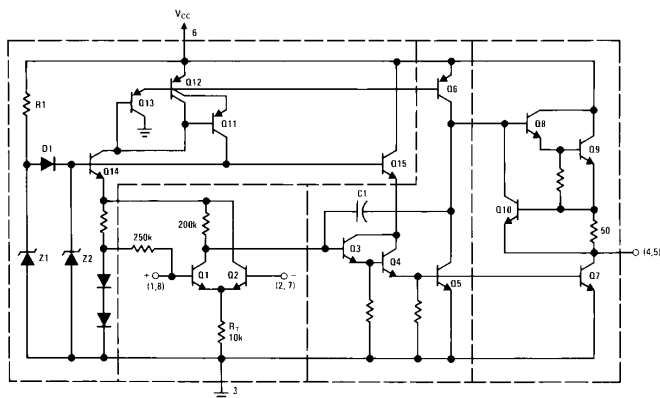 VCC
6
Q12
Q13
Q6
R1
Q11
Q8
Q9
D1
Q14
Q15
C1
Q10
200k
50
250k
Q3
Z1
Z2
+
Q1
Q2
−
Q4
(4,5)
(1,8)
(2, 7)
Q5
Q7
RT
10k
3